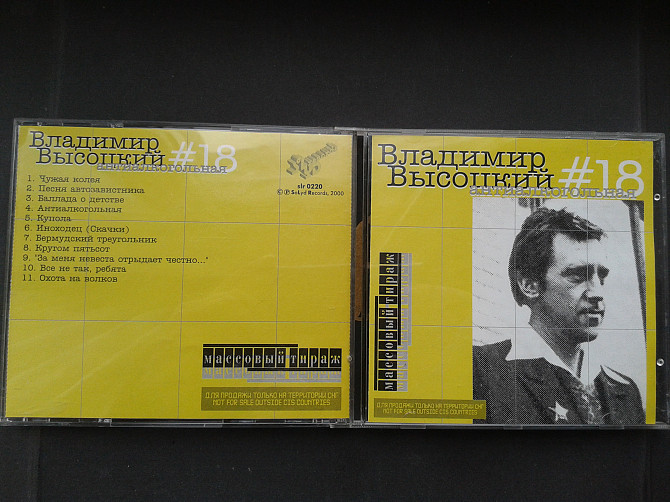 Владимир
Высоцкий #18
антиалкогольная
1. Чужая колея
2. Песня автозавистника
3. Баллада о детстве
4. Антиалкогольная
5. Купола
6. Иноходец (Скачки)
7. Бермудский треугольник
8. Кругом пятьсот
9. "За меня невеста отрыдает честно..."
10. Все не так, ребята
11. Охота на волков
slr 0220
© ℗ Solyd Records, 2000
массовый тираж
ДЛЯ ПРОДАЖИ ТОЛЬКО НА ТЕРРИТОРИИ СНГ
NOT FOR SALE OUTSIDE CIS COUNTRIES
Владимир
Высоцкий #18
антиалкогольная
массовый тираж
ДЛЯ ПРОДАЖИ ТОЛЬКО НА ТЕРРИТОРИИ СНГ
NOT FOR SALE OUTSIDE CIS COUNTRIES